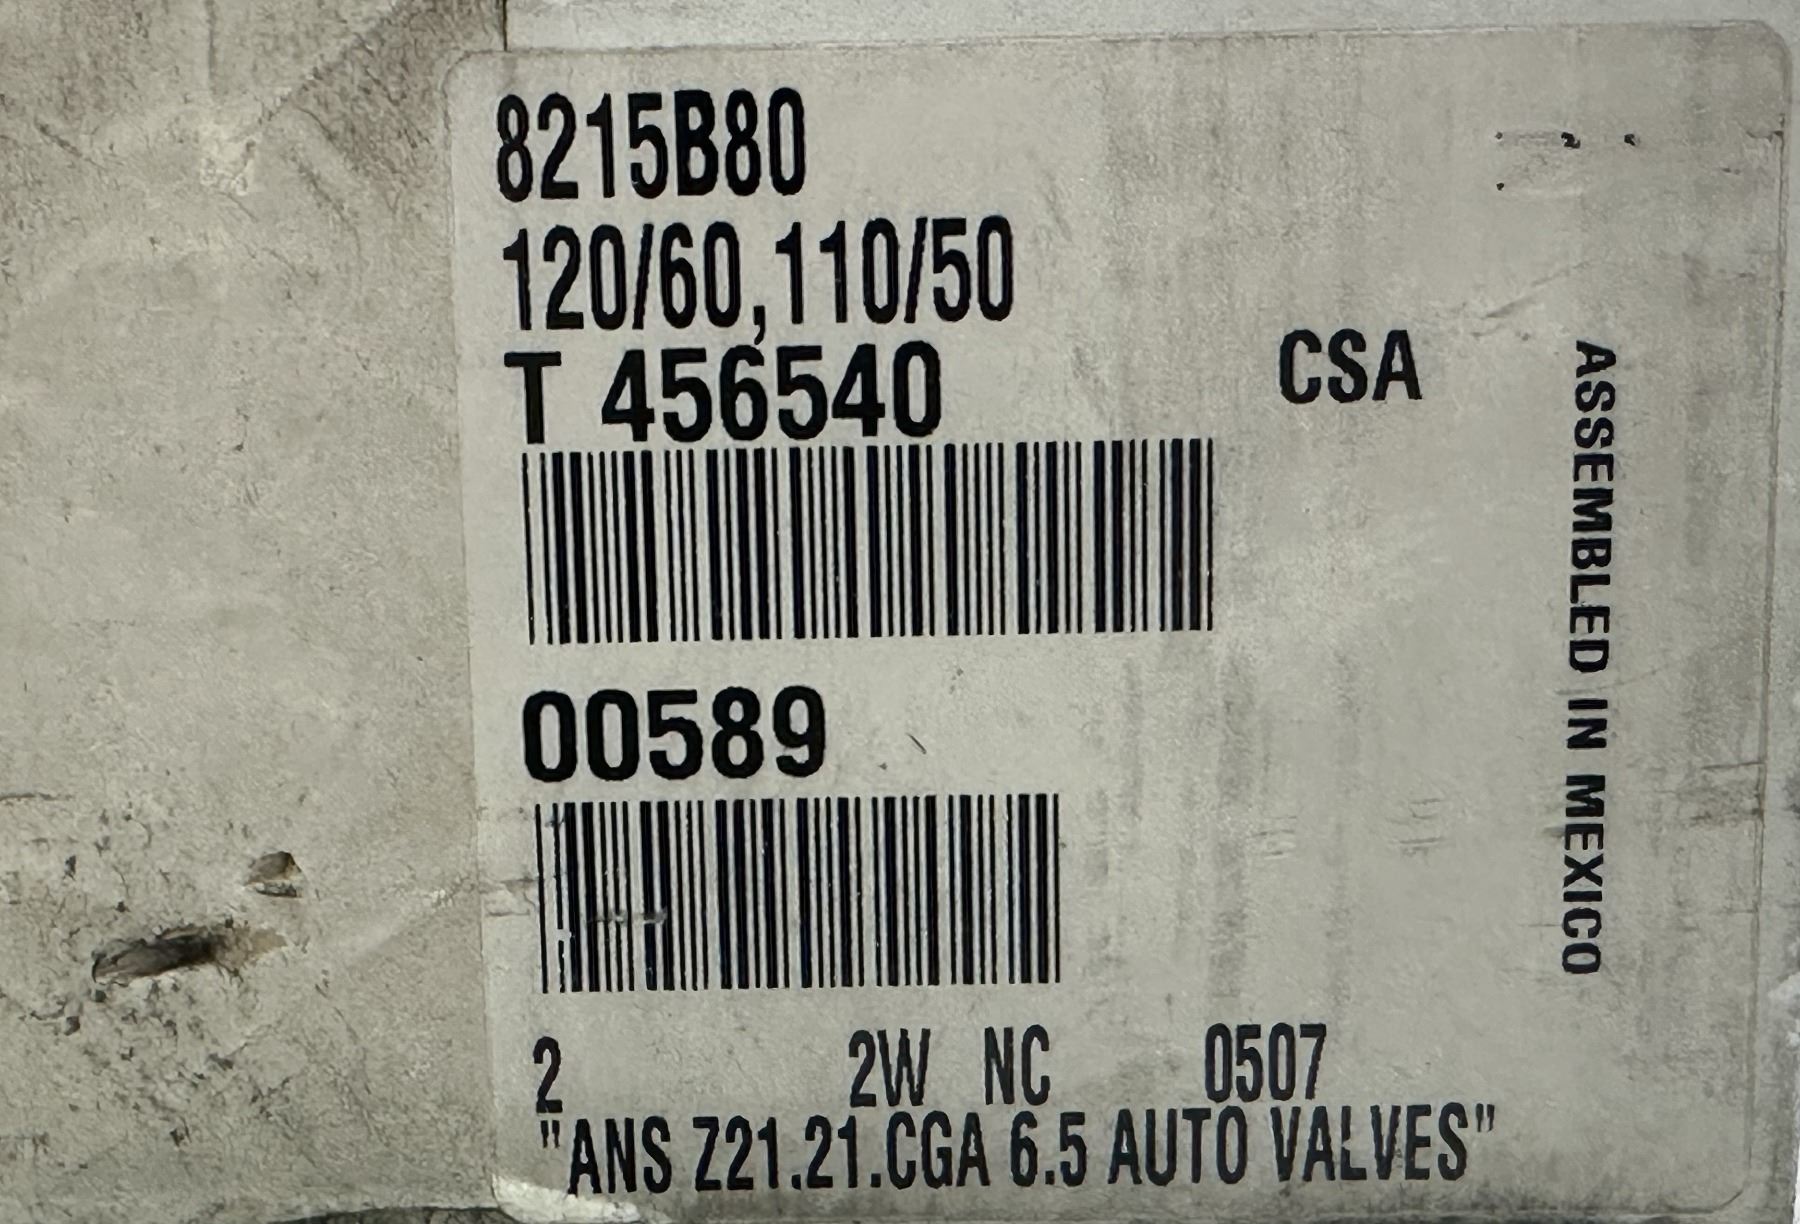 8215B80
120/60,110/50
T 456540
CSA
00589
2 2W NC 0507
"ANS Z21.21.CGA 6.5 AUTO VALVES"
ASSEMBLED IN MEXICO